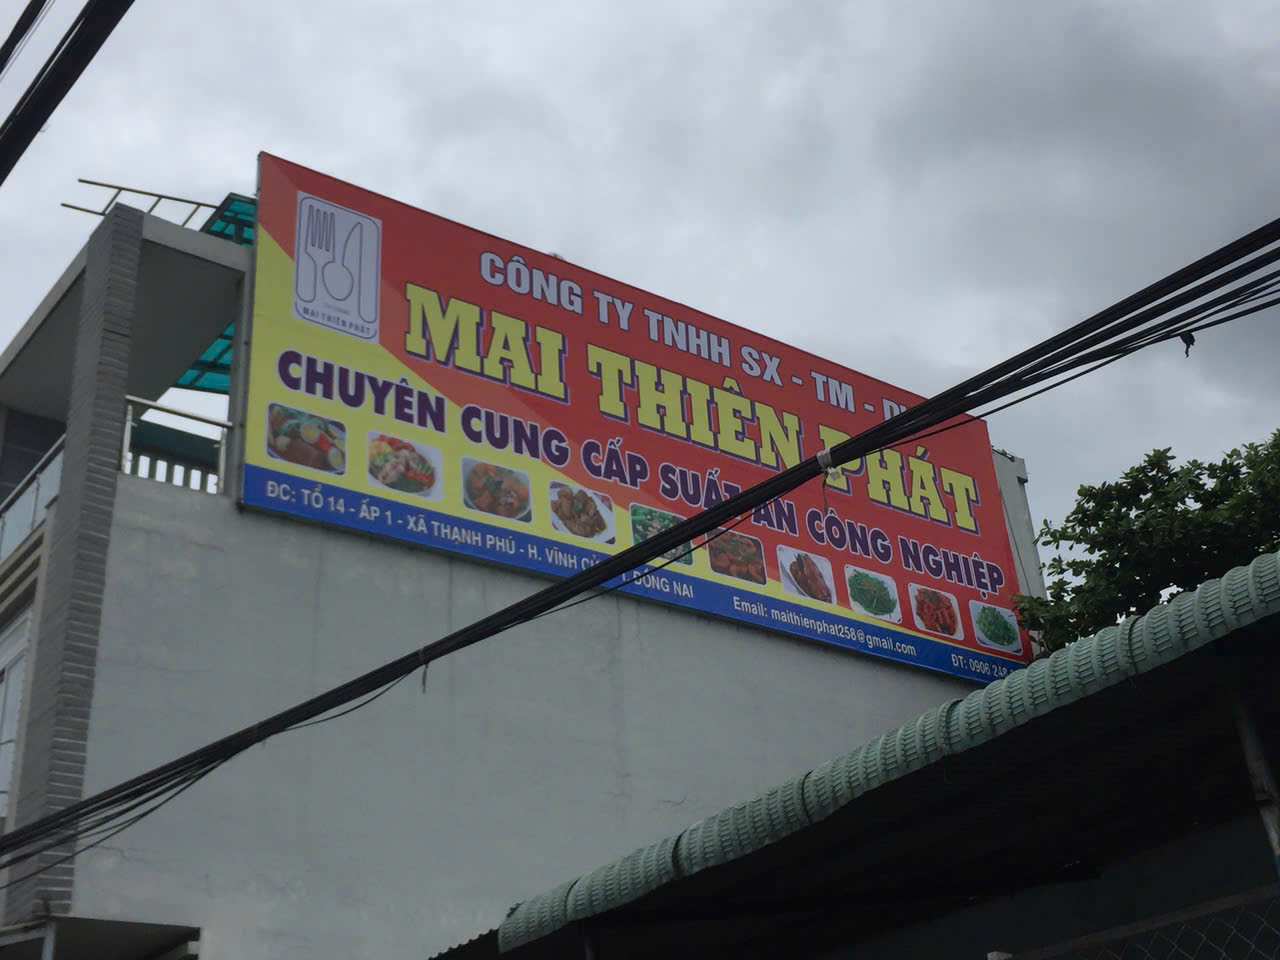 MAI THIÊN PHÁT
CÔNG TY TNHH SX - TM -
MAI THIÊN PHÁT
CHUYÊN CUNG CẤP SUẤT ĂN CÔNG NGHIỆP
ĐC: TỔ 14 - ẤP 1 - XÃ THẠNH PHÚ - H. VĨNH CỬU T. ĐỒNG NAI
Email: maithienphat258@gmail.com
ĐT: 0906 248